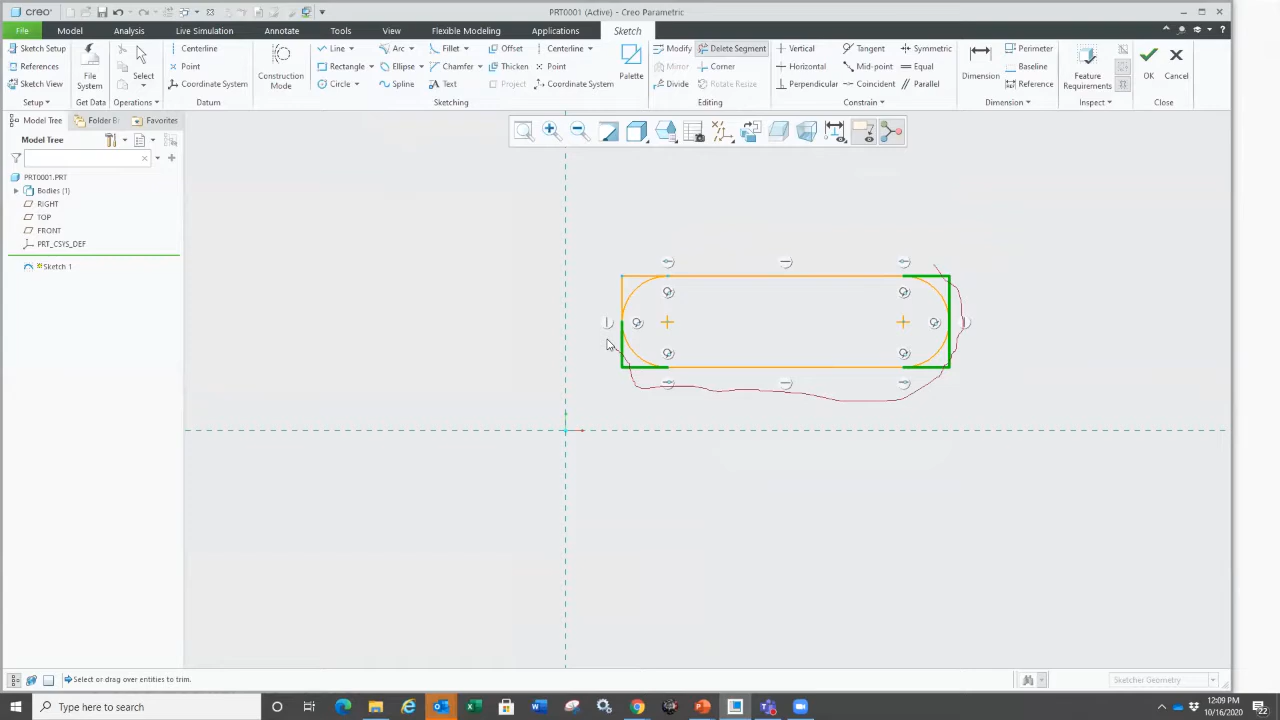 creo
PRT0001 (Active) - Creo Parametric
File Model Analysis Live Simulation Annotate Tools View Flexible Modeling Applications Sketch
Sketch Setup
References
Sketch View
Setup
File System
Get Data
Select
Operations
Centerline
Point
Coordinate System
Datum
Construction Mode
Line Arc Fillet Offset Centerline
Rectangle Ellipse Chamfer Thicken Point
Circle Spline Text Project Coordinate System
Palette
Sketching
Modify Delete Segment
Mirror Corner
Divide Rotate Resize
Editing
Vertical Tangent Symmetric
Horizontal Mid-point Equal
Perpendicular Coincident Parallel
Constrain
Dimension
Perimeter
Baseline
Reference
Dimension
Feature Requirements
Inspect
OK
Cancel
Close
Model Tree Folder B Favorites
Model Tree
PRT0001.PRT
Bodies (1)
RIGHT
TOP
FRONT
PRT_CSYS_DEF
Sketch 1
Select or drag over entities to trim.
Sketcher Geometry
Type here to search
12:09 PM
10/16/2020
22